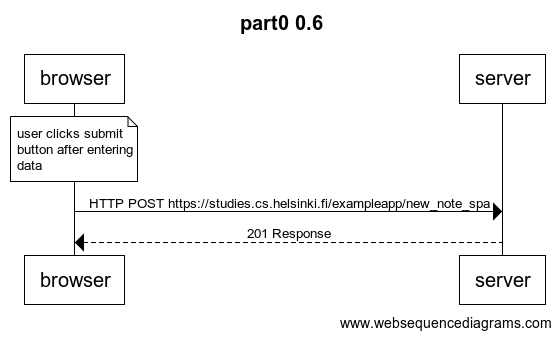 part0 0.6
browser
server
user clicks submit
button after entering
data
HTTP POST https://studies.cs.helsinki.fi/exampleapp/new_note_spa
201 Response
browser
server
www.websequencediagrams.com